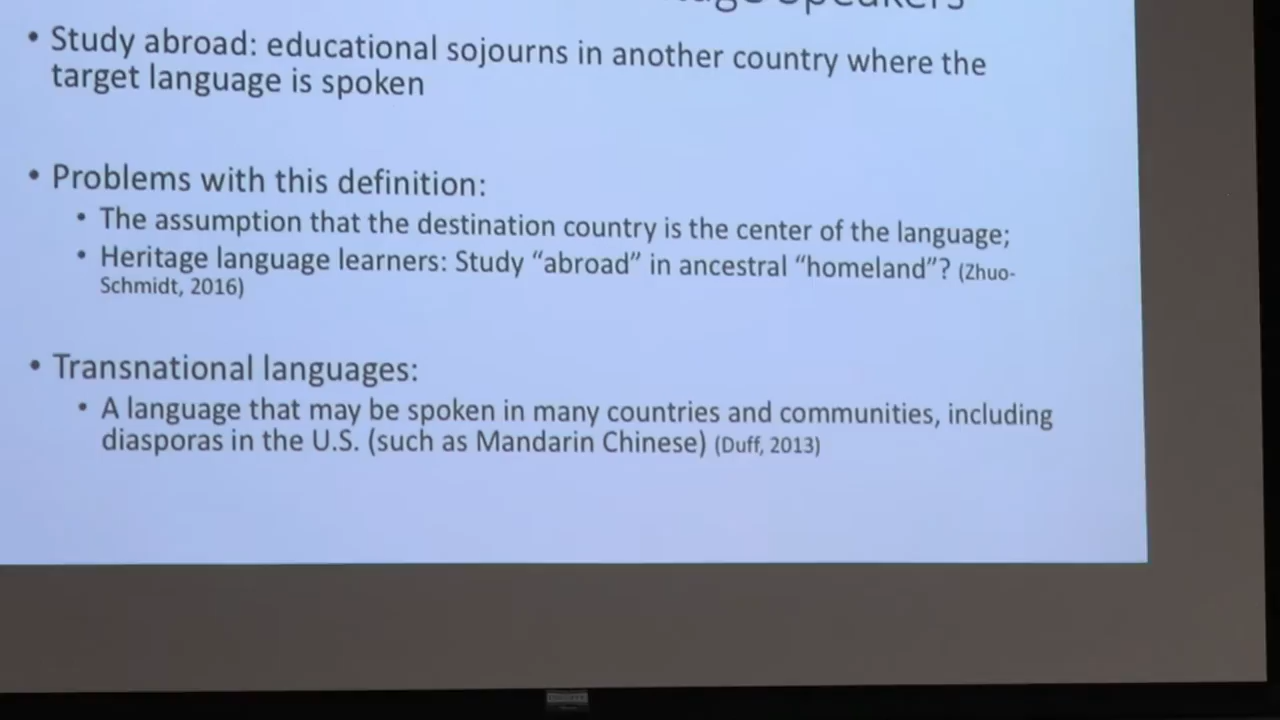 Speakers
• Study abroad: educational sojourns in another country where the
target language is spoken
• Problems with this definition:
• The assumption that the destination country is the center of the language;
• Heritage language learners: Study “abroad” in ancestral “homeland”? (Zhuo-
Schmidt, 2016)
• Transnational languages:
• A language that may be spoken in many countries and communities, including
diasporas in the U.S. (such as Mandarin Chinese) (Duff, 2013)